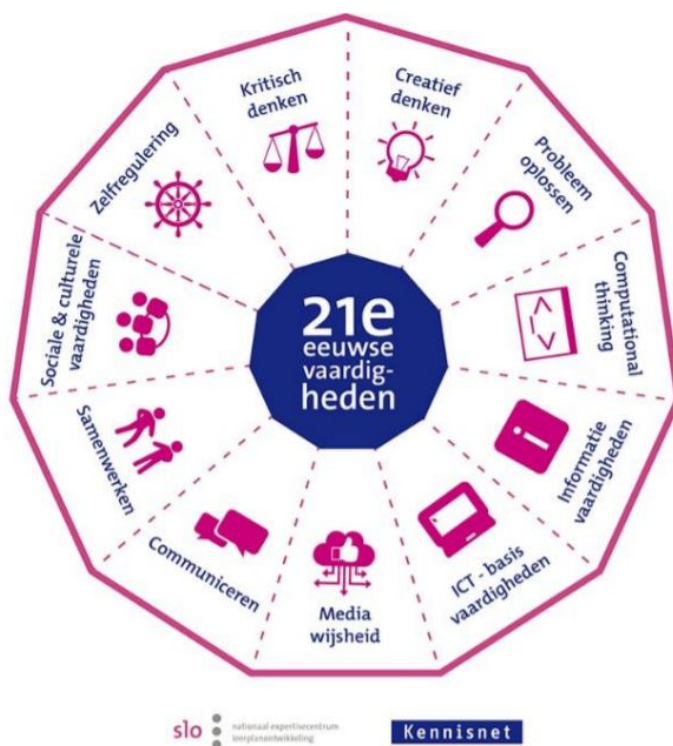 Kritisch
denken
Creatief
denken
Probleem
oplossen
Computational
thinking
Informatie
vaardigheden
ICT - basis
vaardigheden
Media
wijsheid
Communiceren
Samenwerken
Sociale & culturele
vaardigheden
Zelfregulering
21e
eeuwse
vaardig-
heden
slo
nationaal expertisecentrum
leerplanontwikkeling
Kennisnet